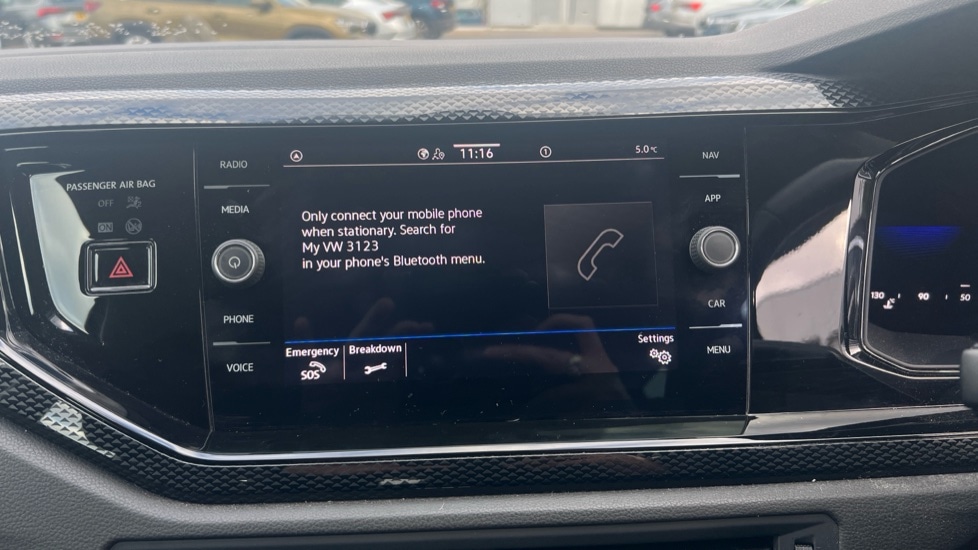 11:16
5.0°C
RADIO
MEDIA
PHONE
VOICE
PASSENGER AIR BAG
OFF
ON
Only connect your mobile phone
when stationary. Search for
My VW 3123
in your phone's Bluetooth menu.
Emergency
SOS
Breakdown
Settings
NAV
APP
CAR
MENU
130
90
50